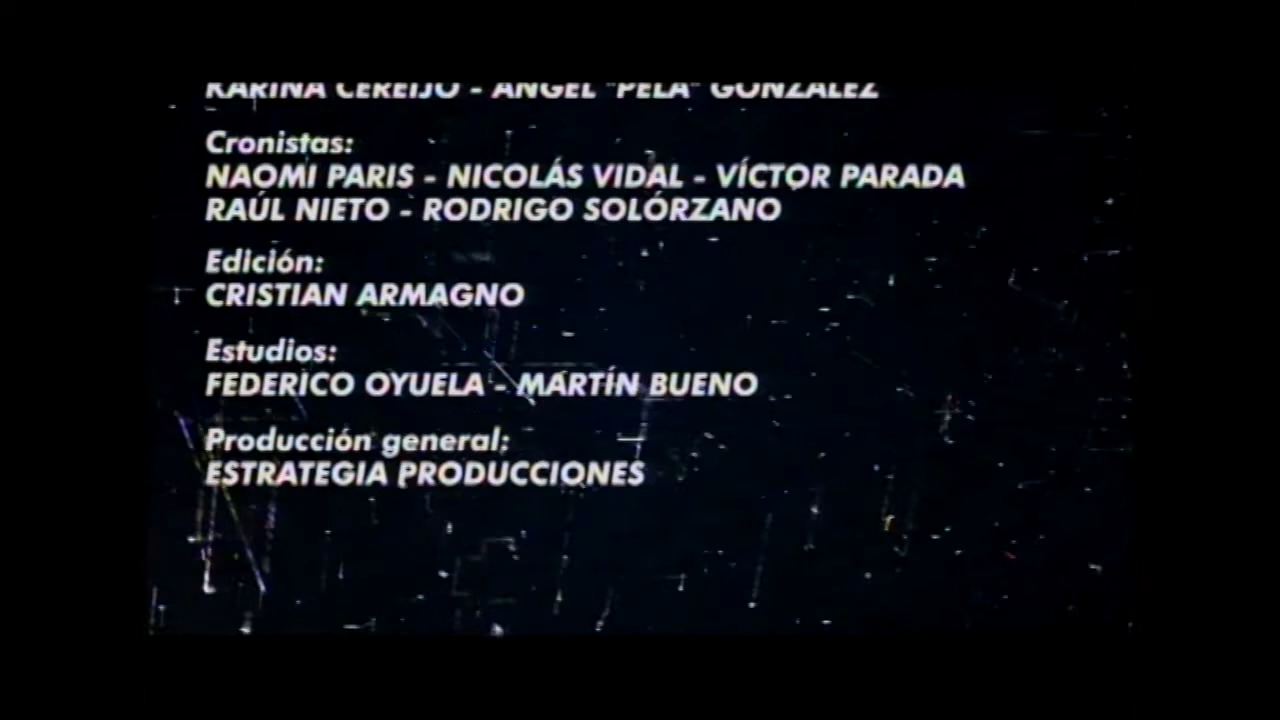 KARINA CEREIJO - ANGEL "PELA" GONZALEZ
Cronistas:
NAOMI PARIS - NICOLÁS VIDAL - VÍCTOR PARADA
RAÚL NIETO - RODRIGO SOLÓRZANO
Edición:
CRISTIAN ARMAGNO
Estudios:
FEDERICO OYUELA - MARTÍN BUENO
Producción general:
ESTRATEGIA PRODUCCIONES